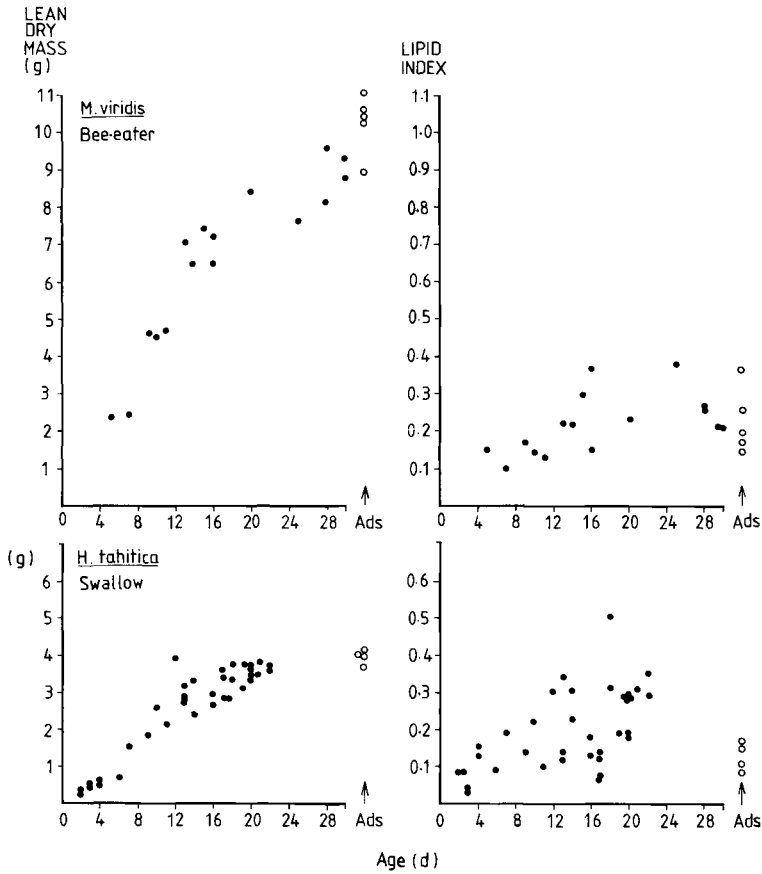 LEAN
DRY
MASS
(g)
11
10
9
8
7
6
5
4
3
2
1
M. viridis
Bee-eater
0 4 8 12 16 20 24 28 Ads
LIPID
INDEX
1.1
1.0
0.9
0.8
0.7
0.6
0.5
0.4
0.3
0.2
0.1
0 4 8 12 16 20 24 28 Ads
(g)
6
5
4
3
2
1
H. tahitica
Swallow
0 4 8 12 16 20 24 28 Ads
0.6
0.5
0.4
0.3
0.2
0.1
0 4 8 12 16 20 24 28 Ads
Age (d)